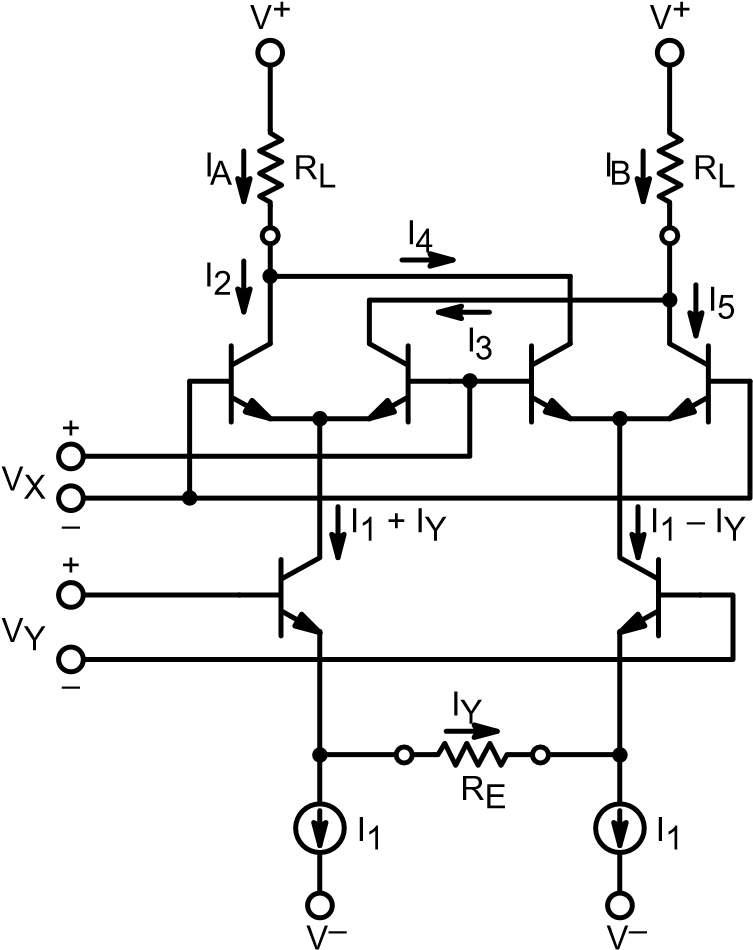 V+ V+
IA RL IB RL
I4
I2 I5
I3
+
VX
−
I1 + IY I1 − IY
+
VY
−
IY
RE
I1 I1
V− V−